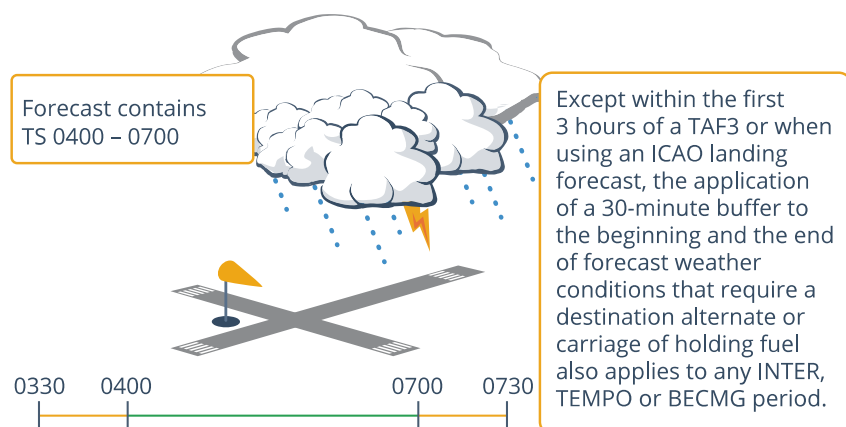 Forecast contains
TS 0400 – 0700
Except within the first
3 hours of a TAF3 or when
using an ICAO landing
forecast, the application
of a 30-minute buffer to
the beginning and the end
of forecast weather
conditions that require a
destination alternate or
carriage of holding fuel
also applies to any INTER,
TEMPO or BECMG period.
0330 0400 0700 0730